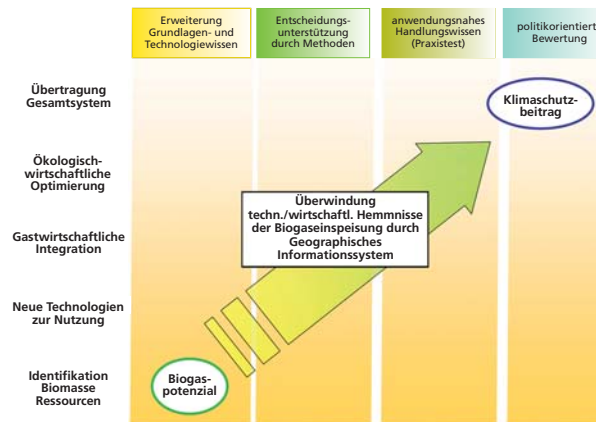 Erweiterung
Grundlagen- und
Technologiewissen
Entscheidungs-
unterstützung
durch Methoden
anwendungsnahes
Handlungswissen
(Praxistest)
politikorientiert
Bewertung
Übertragung
Gesamtsystem
Klimaschutz-
beitrag
Ökologisch-
wirtschaftliche
Optimierung
Überwindung
techn./wirtschaftl. Hemmnisse
der Biogaseinspeisung durch
Geographisches
Informationssystem
Gastwirtschaftliche
Integration
Neue Technologien
zur Nutzung
Identifikation
Biomasse
Ressourcen
Biogas-
potenzial